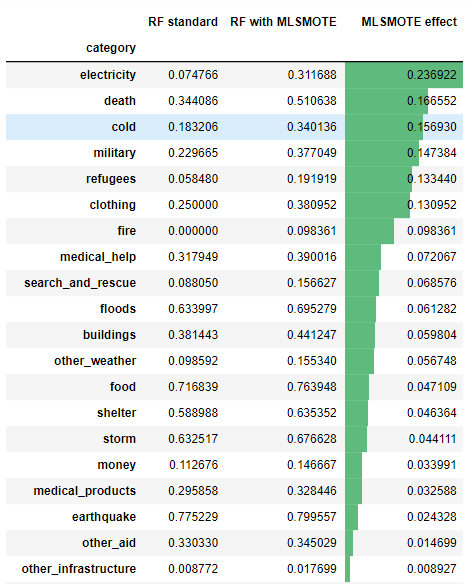 RF standard RF with MLSMOTE MLSMOTE effect
category
electricity 0.074766 0.311688 0.236922
death 0.344086 0.510638 0.166552
cold 0.183206 0.340136 0.156930
military 0.229665 0.377049 0.147384
refugees 0.058480 0.191919 0.133440
clothing 0.250000 0.380952 0.130952
fire 0.000000 0.098361 0.098361
medical_help 0.317949 0.390016 0.072067
search_and_rescue 0.088050 0.156627 0.068576
floods 0.633997 0.695279 0.061282
buildings 0.381443 0.441247 0.059804
other_weather 0.098592 0.155340 0.056748
food 0.716839 0.763948 0.047109
shelter 0.588988 0.635352 0.046364
storm 0.632517 0.676628 0.044111
money 0.112676 0.146667 0.033991
medical_products 0.295858 0.328446 0.032588
earthquake 0.775229 0.799557 0.024328
other_aid 0.330330 0.345029 0.014699
other_infrastructure 0.008772 0.017699 0.008927